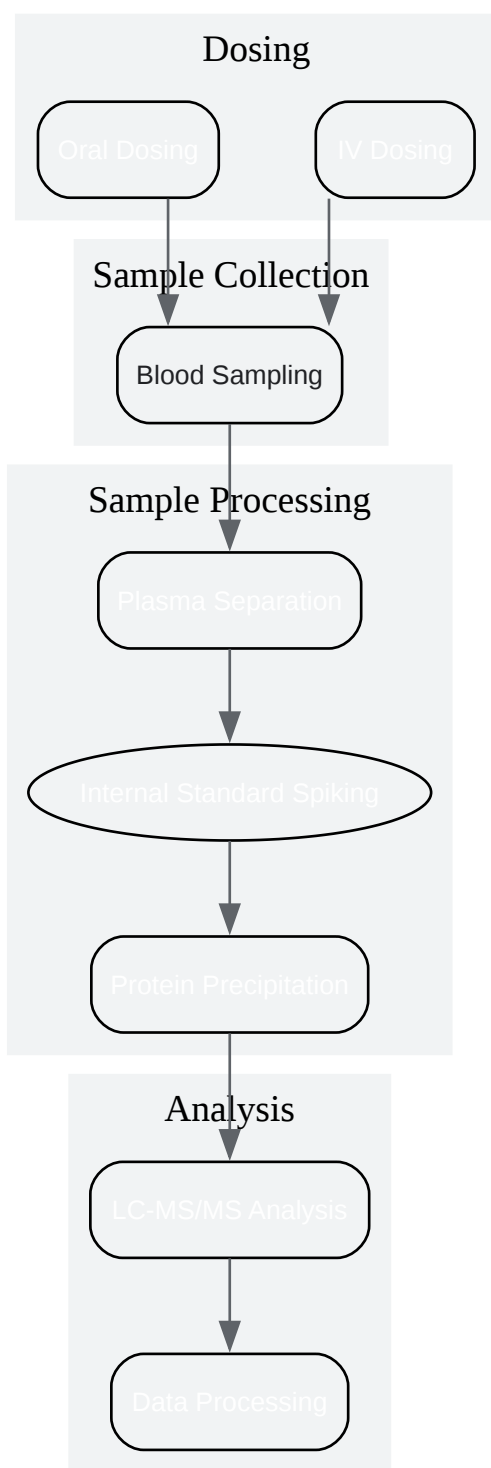 Dosing
Oral Dosing
IV Dosing
Sample Collection
Blood Sampling
Sample Processing
Plasma Separation
Internal Standard Spiking
Protein Precipitation
Analysis
LC-MS/MS Analysis
Data Processing